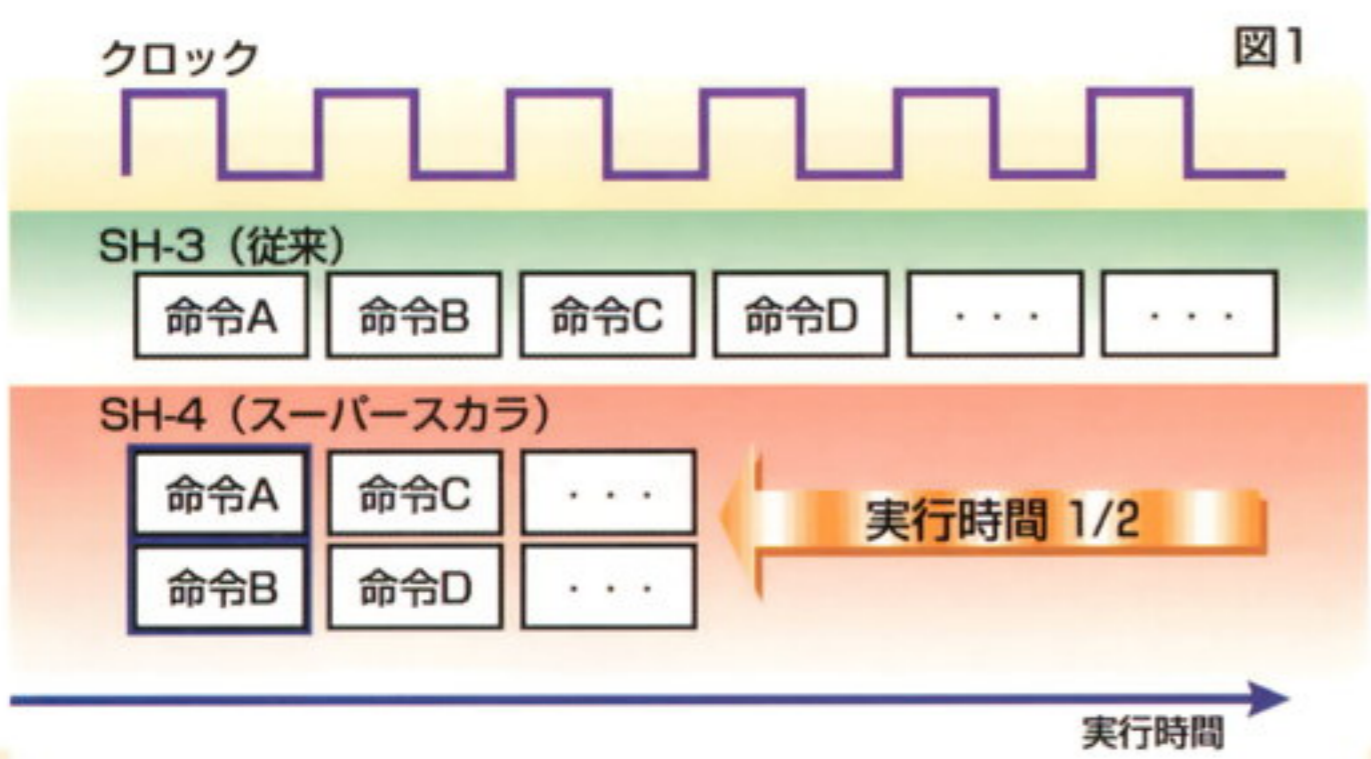 図1
クロック
SH-3（従来）
命令A 命令B 命令C 命令D ・・・ ・・・
SH-4（スーパースカラ）
命令A 命令C ・・・
命令B 命令D ・・・
実行時間 1/2
実行時間